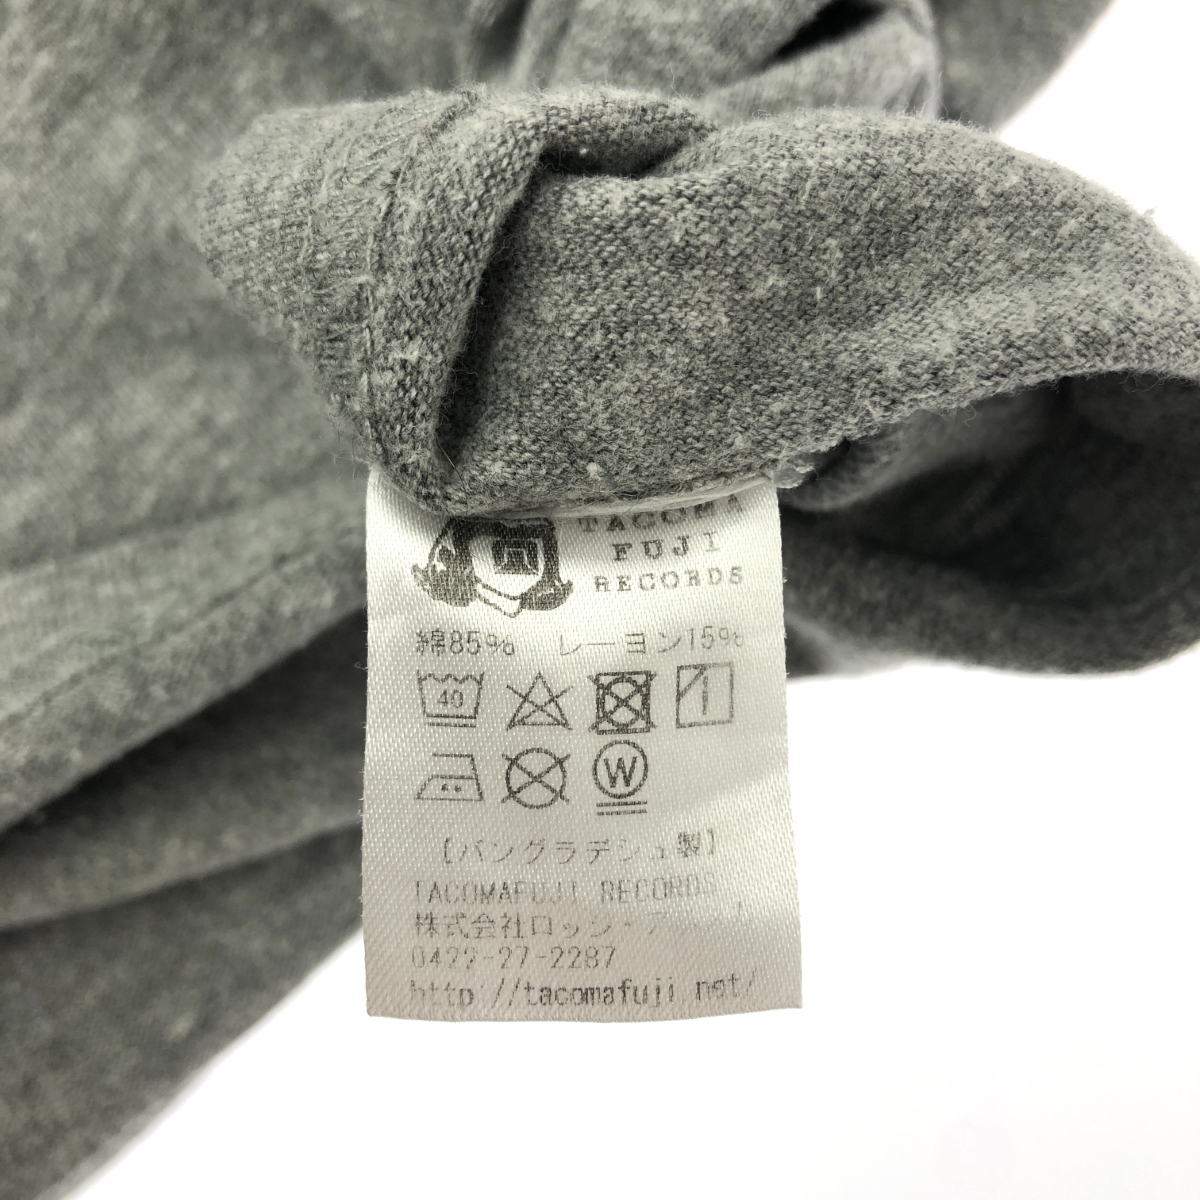 TACOMA
FUJI
RECORDS
綿85% レーヨン15%
40
W
【バングラデシュ製】
TACOMAFUJI RECORDS
株式会社ロッジ・
0422-27-2287
http://tacomafuji.net/